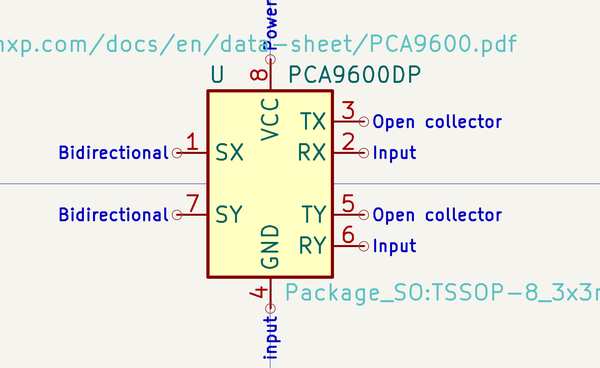 Power
nxp.com/docs/en/data-sheet/PCA9600.pdf
U PCA9600DP
8
VCC
TX 3 Open collector
Bidirectional 1 SX RX 2 Input
Bidirectional 7 SY TY 5 Open collector
RY 6 Input
GND
4
Package_SO:TSSOP-8_3x3m
input